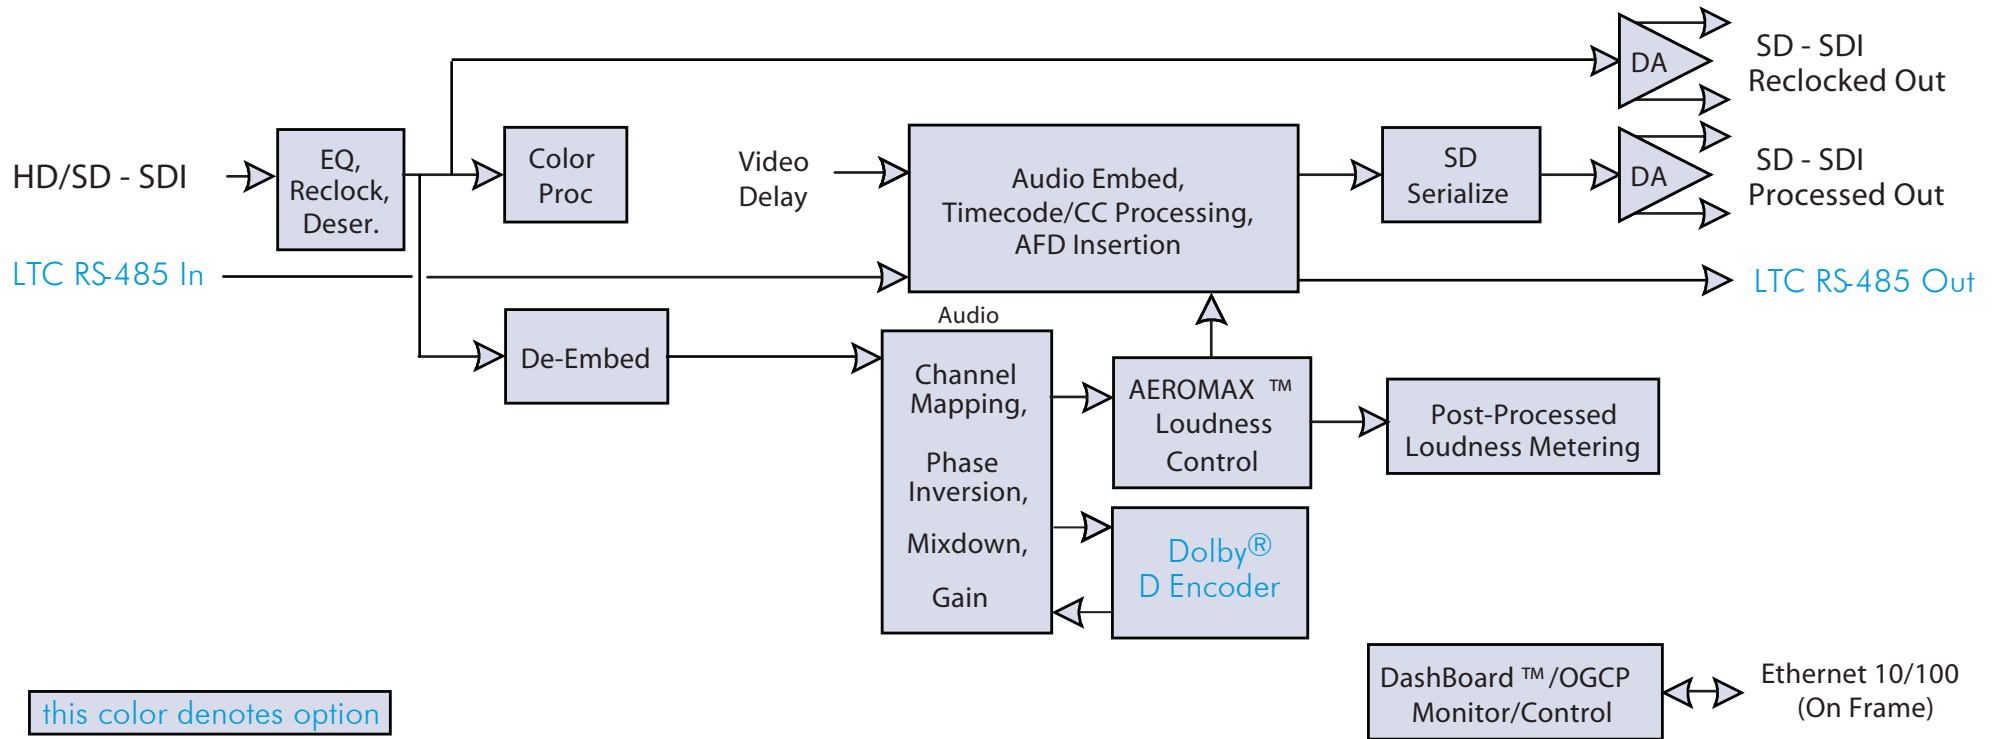 SD - SDI
Reclocked Out
DA
HD/SD - SDI
EQ,
Reclock,
Deser.
Color
Proc
Video
Delay
Audio Embed,
Timecode/CC Processing,
AFD Insertion
SD
Serialize
DA
SD - SDI
Processed Out
LTC RS-485 In
LTC RS-485 Out
De-Embed
Audio
Channel
Mapping,
Phase
Inversion,
Mixdown,
Gain
AEROMAX ™
Loudness
Control
Post-Processed
Loudness Metering
Dolby®
D Encoder
DashBoard ™/OGCP
Monitor/Control
Ethernet 10/100
(On Frame)
this color denotes option